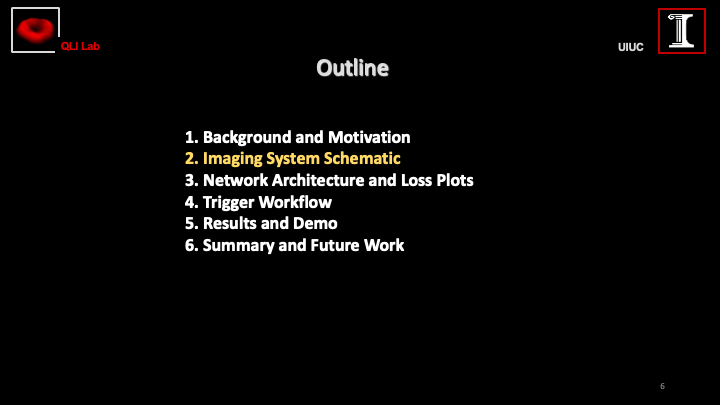 QLI Lab
UIUC
I
Outline
1. Background and Motivation
2. Imaging System Schematic
3. Network Architecture and Loss Plots
4. Trigger Workflow
5. Results and Demo
6. Summary and Future Work
6